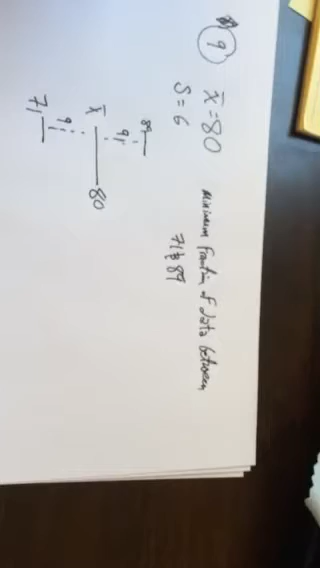 9 x̄ = 80
S = 6
Minimum fraction of data between
71 & 89
89
9
x̄ 80
9
71